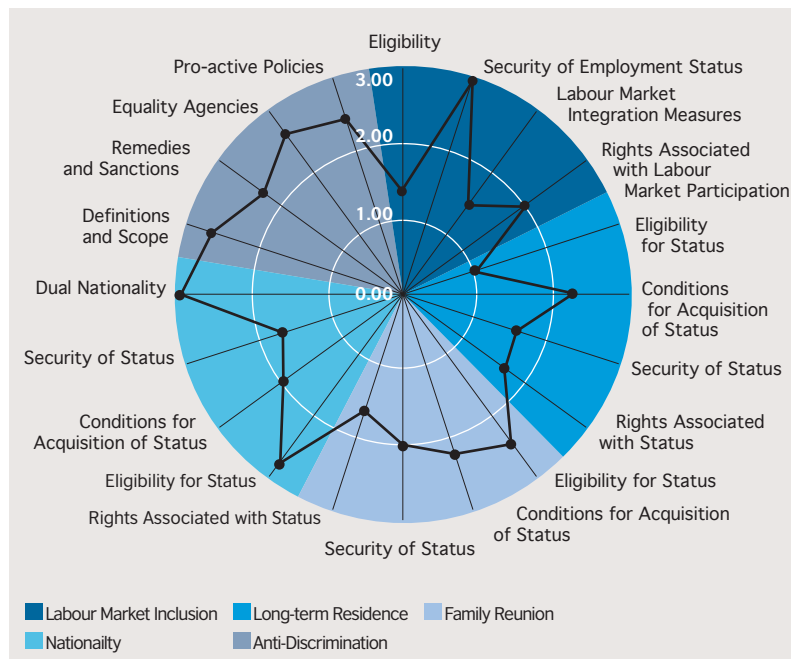 Eligibility
3.00
2.00
1.00
0.00
Security of Employment Status
Labour Market
Integration Measures
Rights Associated
with Labour
Market Participation
Eligibility
for Status
Conditions
for Acquisition
of Status
Security of Status
Rights Associated
with Status
Eligibility for Status
Conditions for Acquisition
of Status
Security of Status
Rights Associated with Status
Eligibility for Status
Conditions for
Acquisition of Status
Security of Status
Dual Nationality
Definitions
and Scope
Remedies
and Sanctions
Equality Agencies
Pro-active Policies
Labour Market Inclusion
Long-term Residence
Family Reunion
Nationailty
Anti-Discrimination